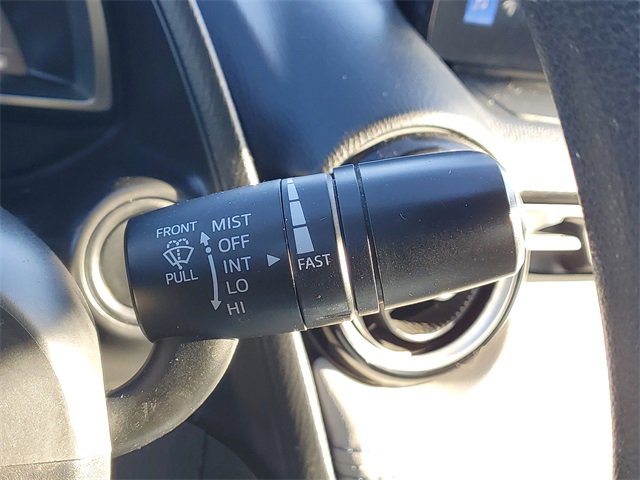 FRONT
PULL
MIST
OFF
INT
LO
HI
FAST